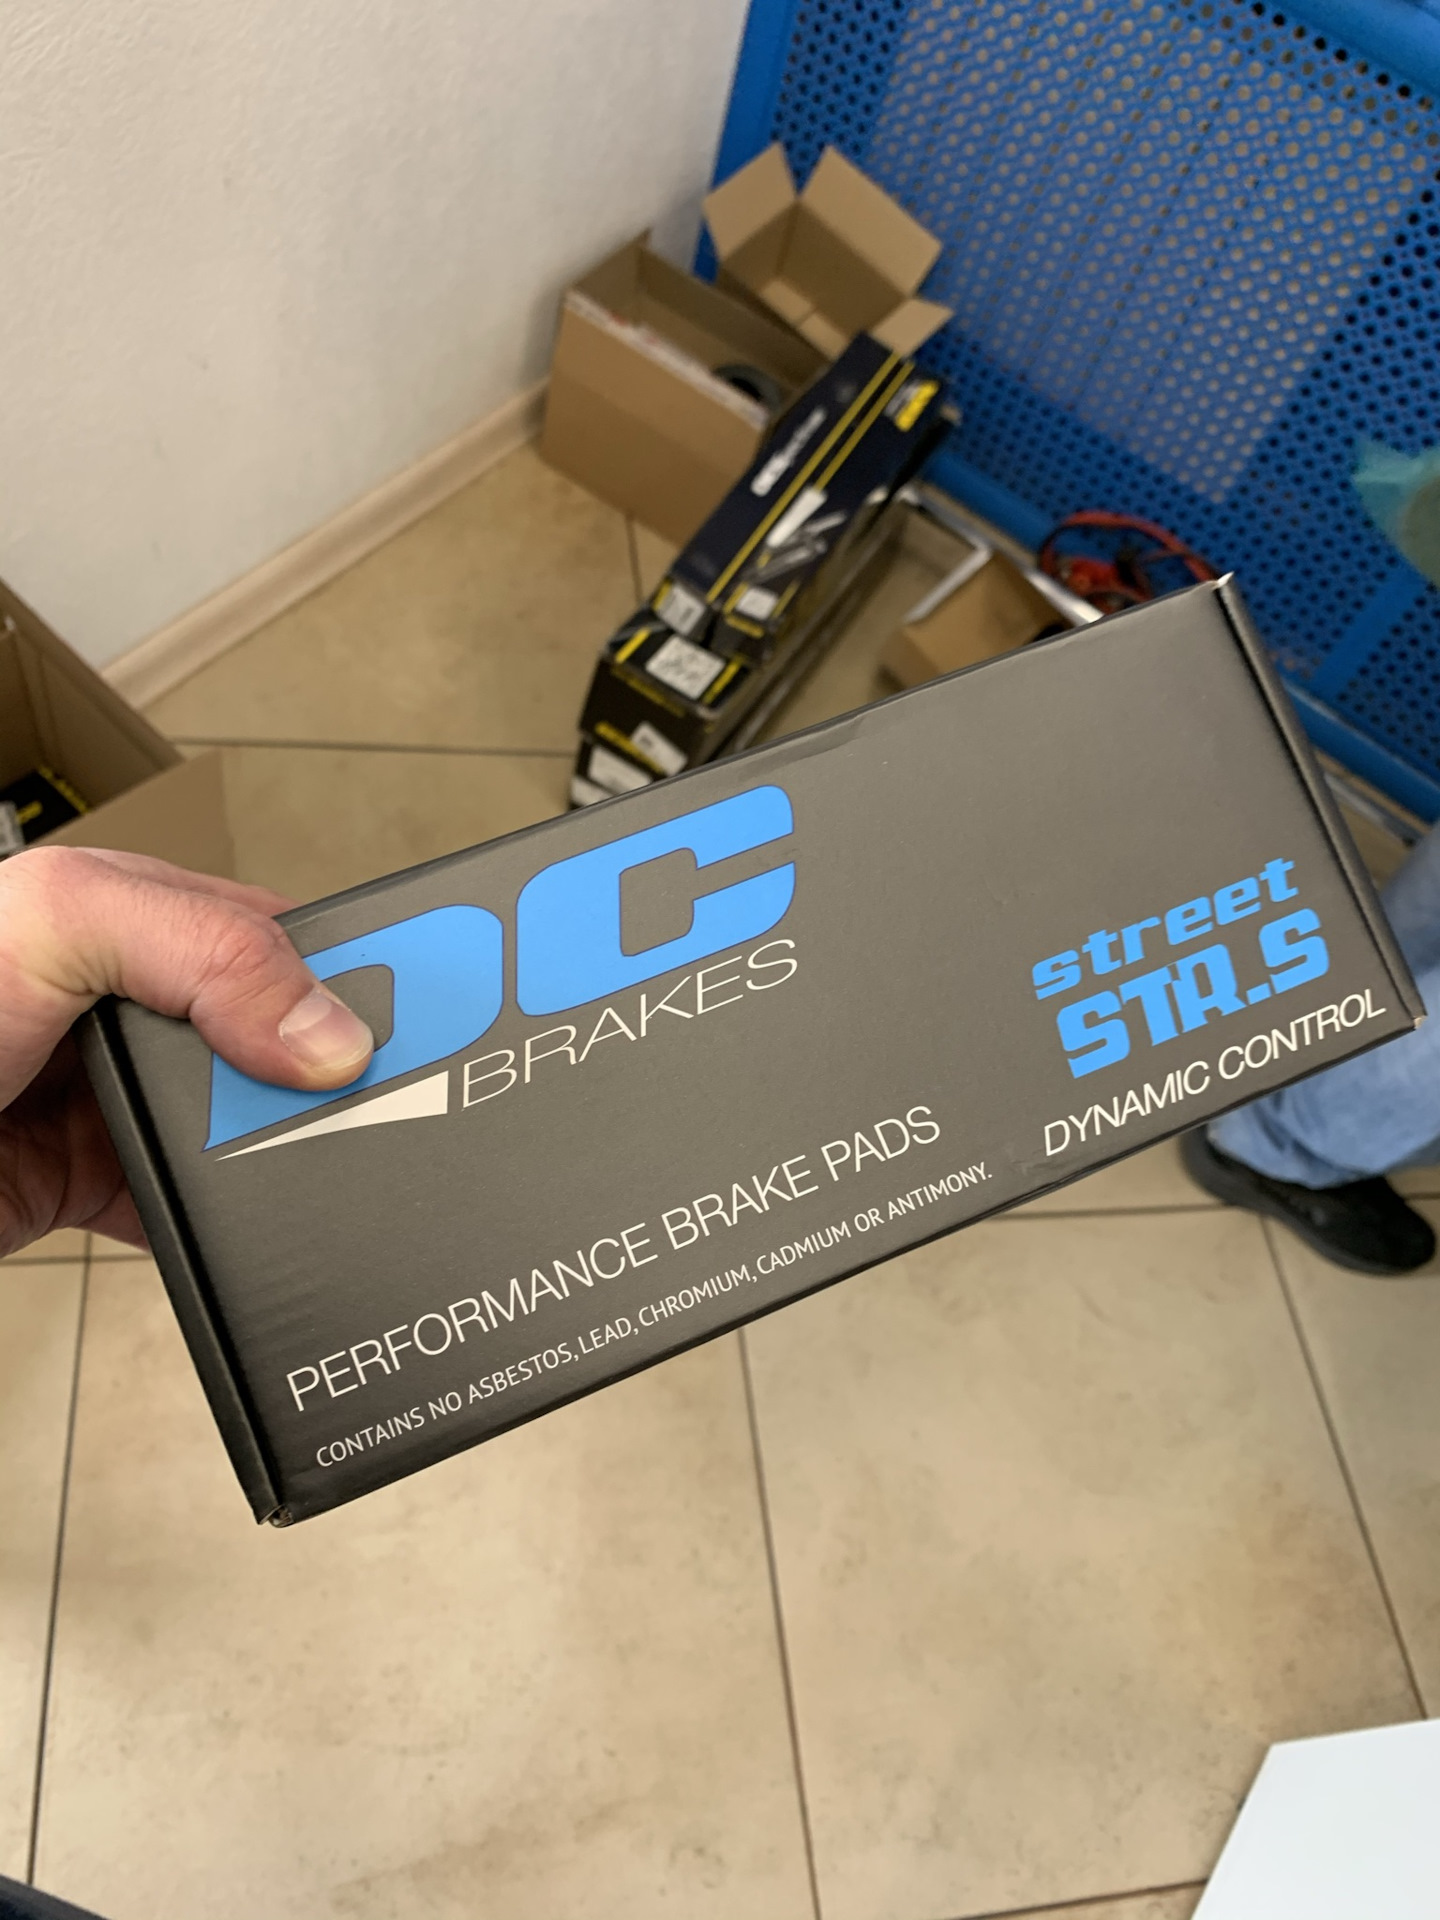 DC
BRAKES
street
STR.S
DYNAMIC CONTROL
PERFORMANCE BRAKE PADS
CONTAINS NO ASBESTOS, LEAD, CHROMIUM, CADMIUM OR ANTIMONY.